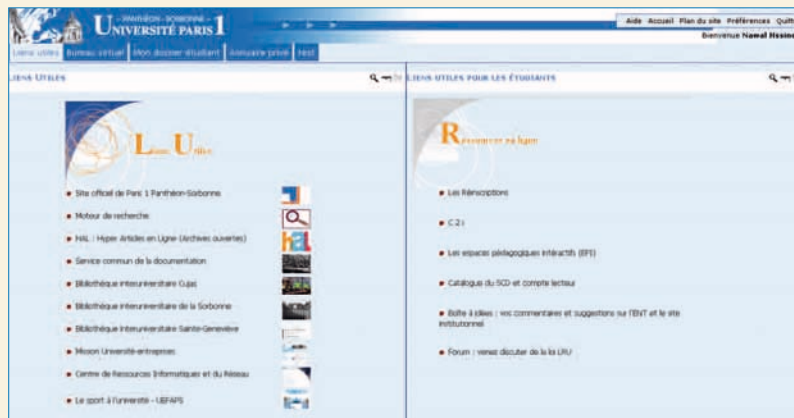 - PANTHÉON - SORBONNE -
UNIVERSITÉ PARIS 1
Aide Accueil Plan du site Préférences Quitt
Bienvenue Nawal
Liens utiles Bureau virtuel Mon dossier étudiant Annuaire privé test
LIENS UTILES
LIENS UTILES POUR LES ÉTUDIANTS
Liens Utiles
Site officiel de Paris 1 Panthéon-Sorbonne
Moteur de recherche
HAL : Hyper Articles en Ligne (Archives ouvertes)
hal
Service commun de la documentation
Bibliothèque interuniversitaire Cujas
Bibliothèque interuniversitaire de la Sorbonne
Bibliothèque interuniversitaire Sainte-Geneviève
Mission Université-entreprises
Centre de Ressources Informatiques et du Réseau
Le sport à l'université - UEFAPS
Ressources en ligne
Les Réinscriptions
C 2 i
Les espaces pédagogiques interactifs (EPI)
Catalogue du SCD et compte lecteur
Boîte à idées : vos commentaires et suggestions sur l'ENT et le site
institutionnel
Forum : venez discuter de la loi LRU